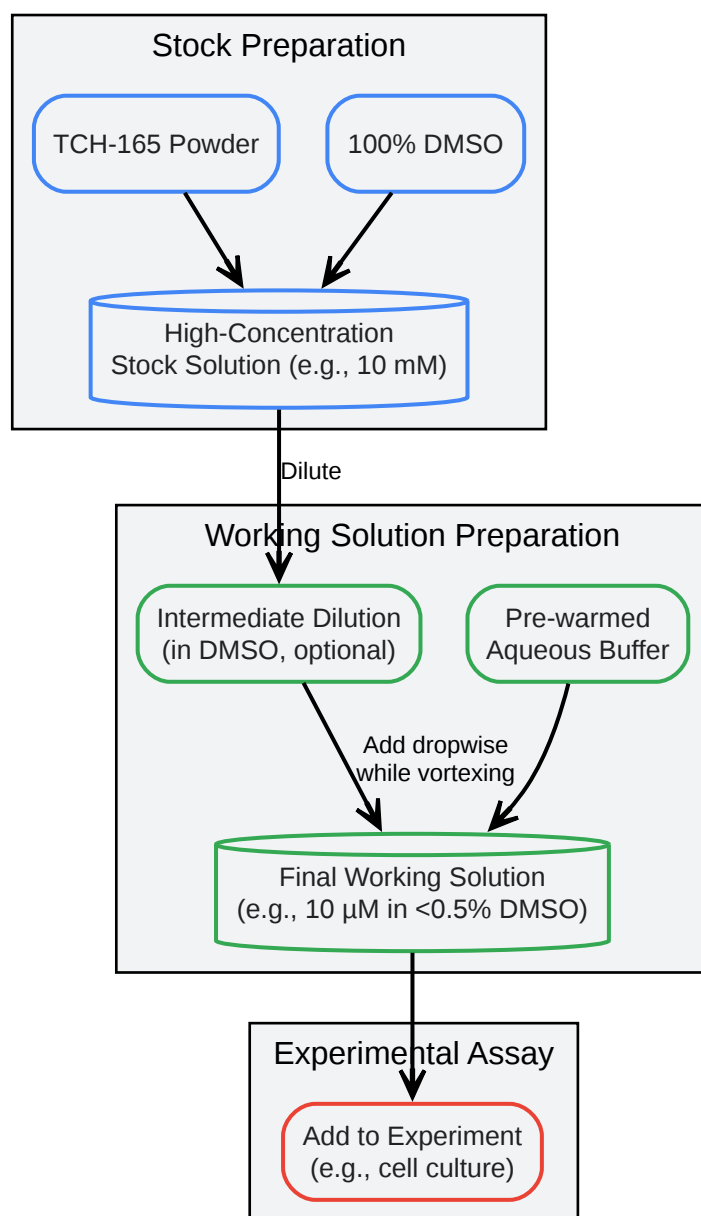 Stock Preparation
TCH-165 Powder
100% DMSO
High-Concentration
Stock Solution (e.g., 10 mM)
Dilute
Working Solution Preparation
Intermediate Dilution
(in DMSO, optional)
Pre-warmed
Aqueous Buffer
Add dropwise
while vortexing
Final Working Solution
(e.g., 10 µM in <0.5% DMSO)
Experimental Assay
Add to Experiment
(e.g., cell culture)